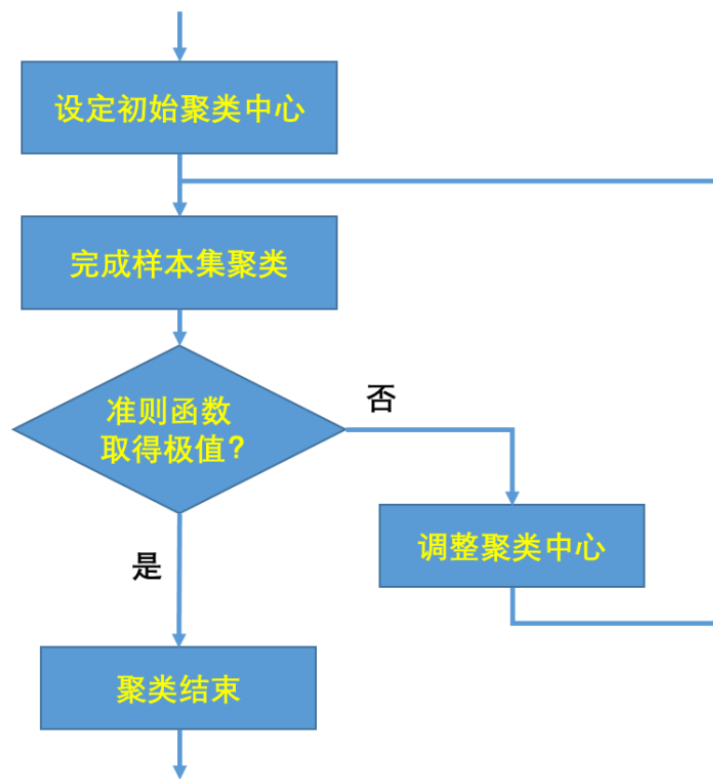 设定初始聚类中心
完成样本集聚类
准则函数
取得极值?
否
调整聚类中心
是
聚类结束